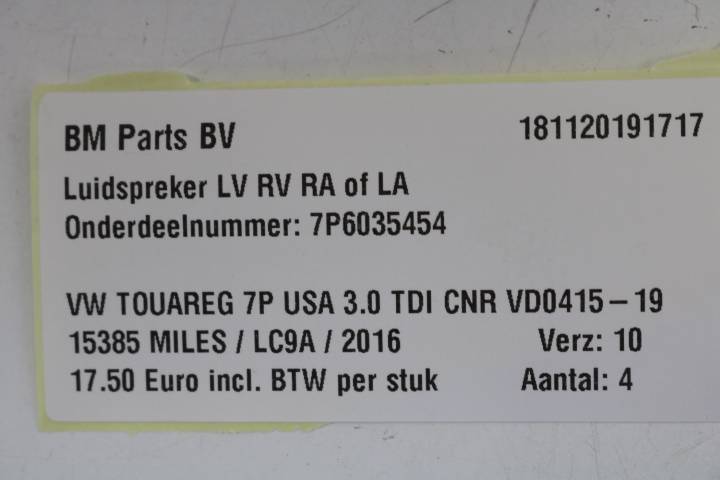 BM Parts BV 181120191717
Luidspreker LV RV RA of LA
Onderdeelnummer: 7P6035454
VW TOUAREG 7P USA 3.0 TDI CNR VD0415 – 19
15385 MILES / LC9A / 2016 Verz: 10
17.50 Euro incl. BTW per stuk Aantal: 4